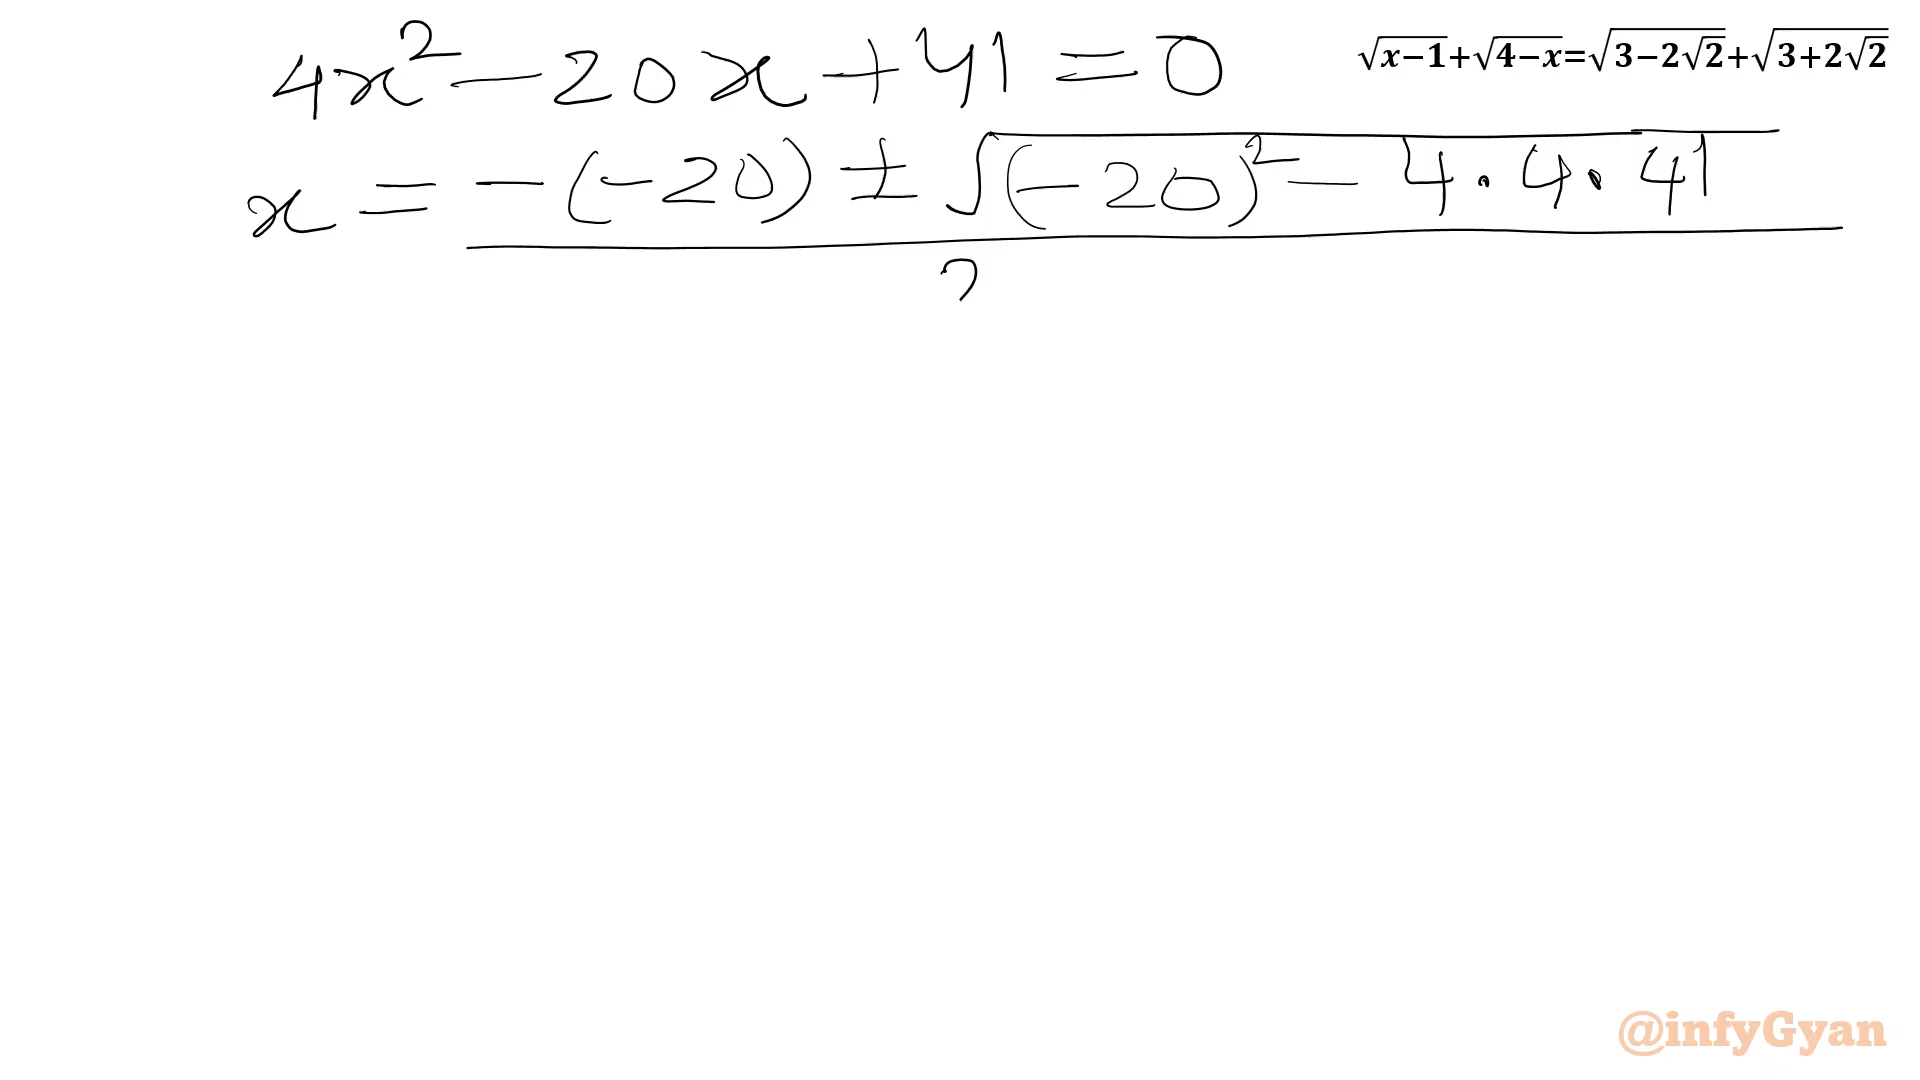 4x² - 20x + 41 = 0
√x−1+√4−x=√3−2√2+√3+2√2
x = -(-20) ± √(-20)² - 4 . 4 . 41
2
@infyGyan